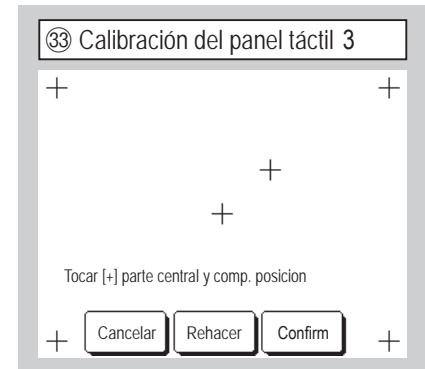 ㉝ Calibración del panel táctil 3
Tocar [+] parte central y comp. posicion
Cancelar Rehacer Confirm